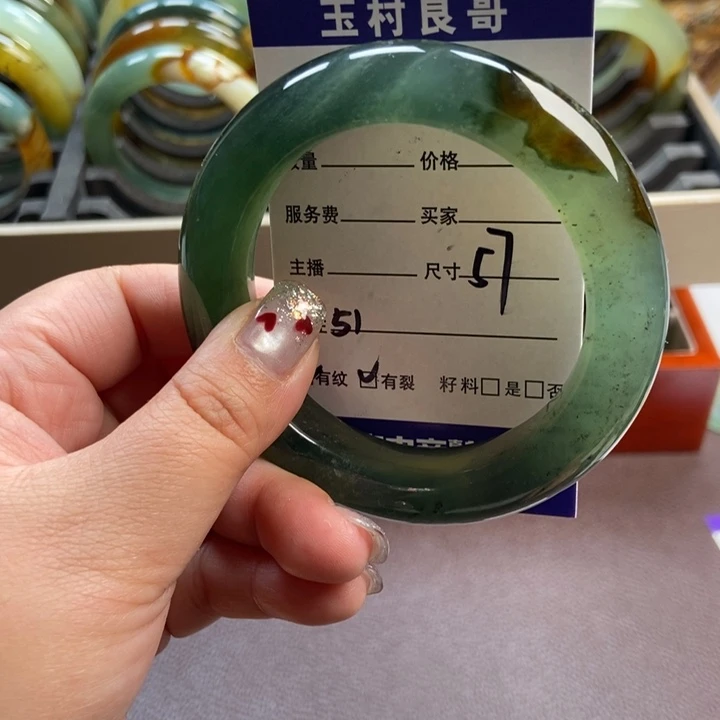 玉村良哥
量 价格
服务费 买家
主播 尺寸 57
51
有纹 ☑有裂 籽料□是□否